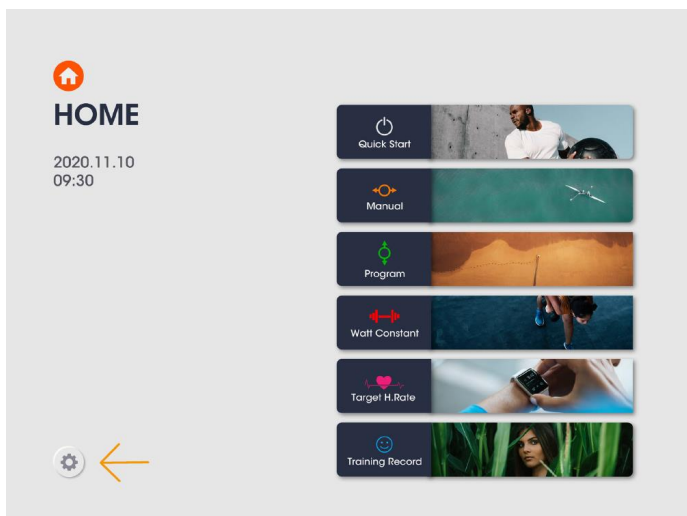 HOME
2020.11.10
09:30
Quick Start
Manual
Program
Watt Constant
Target H.Rate
Training Record